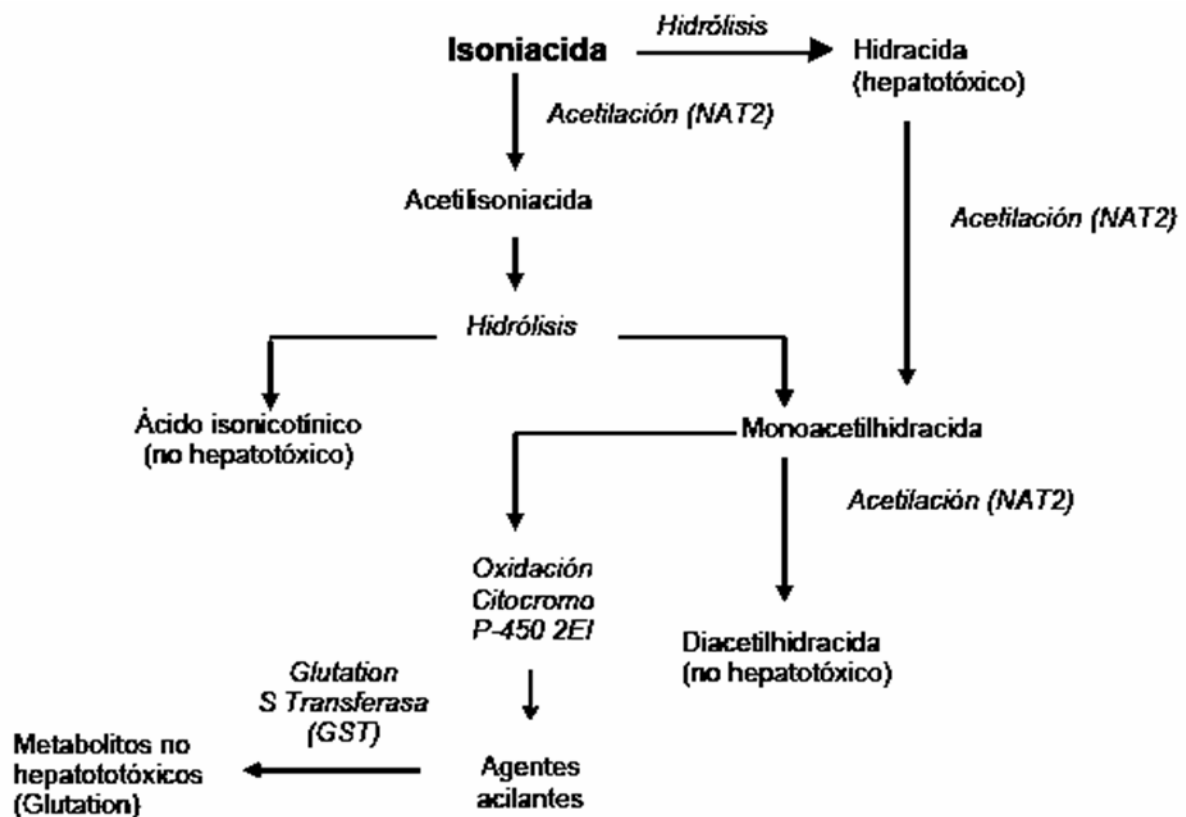 Hidrólisis
Isoniacida
Hidracida
(hepatotóxico)
Acetilación (NAT2)
Acetilisoniacida
Acetilación (NAT2)
Hidrólisis
Ácido isonicotínico
(no hepatotóxico)
Monoacetilhidracida
Acetilación (NAT2)
Oxidación
Citocromo
P-450 2EI
Diacetilhidracida
(no hepatotóxico)
Glutation
S Transferasa
(GST)
Metabolitos no
hepatototóxicos
(Glutation)
Agentes
acilantes